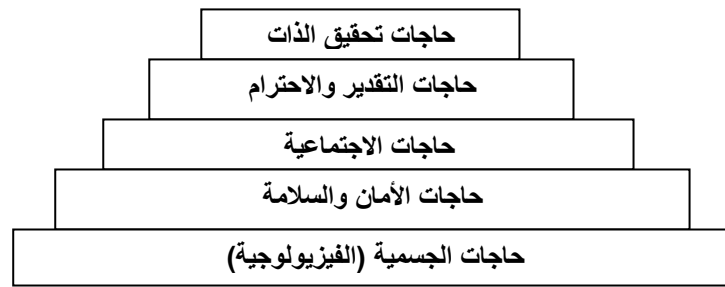 حاجات تحقيق الذات
حاجات التقدير والاحترام
حاجات الاجتماعية
حاجات الأمان والسلامة
حاجات الجسمية (الفيزيولوجية)